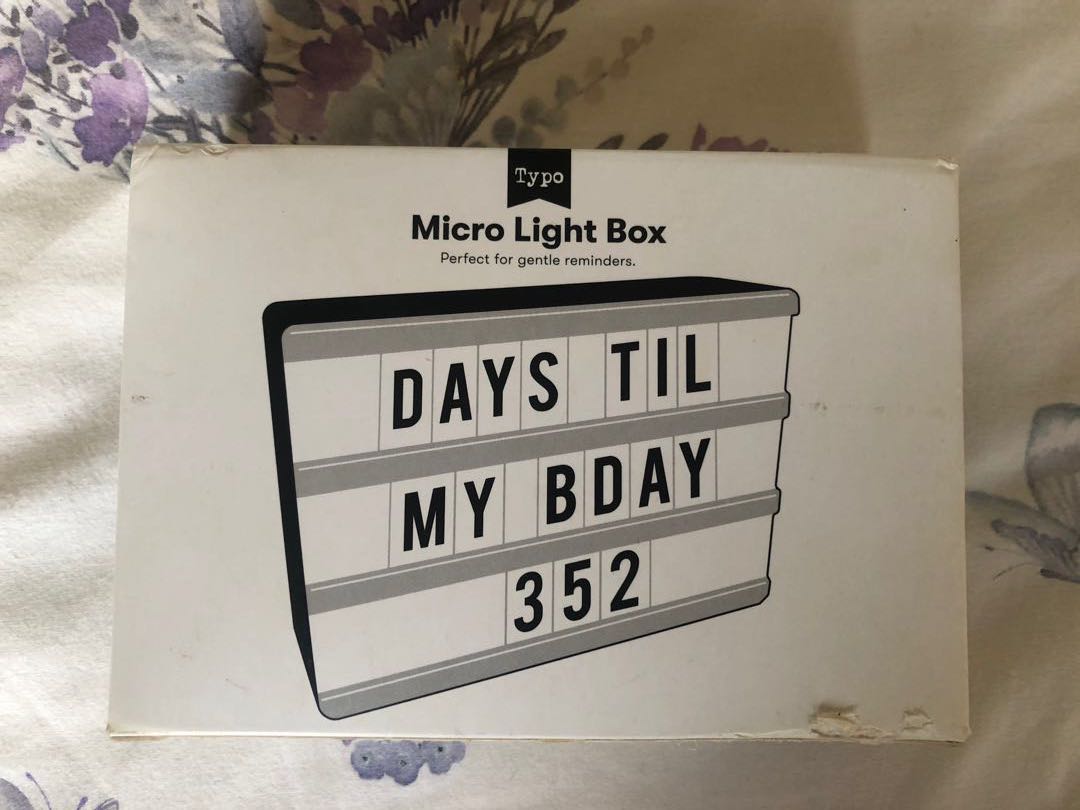 Typo
Micro Light Box
Perfect for gentle reminders.
DAYS TIL
MY BDAY
352